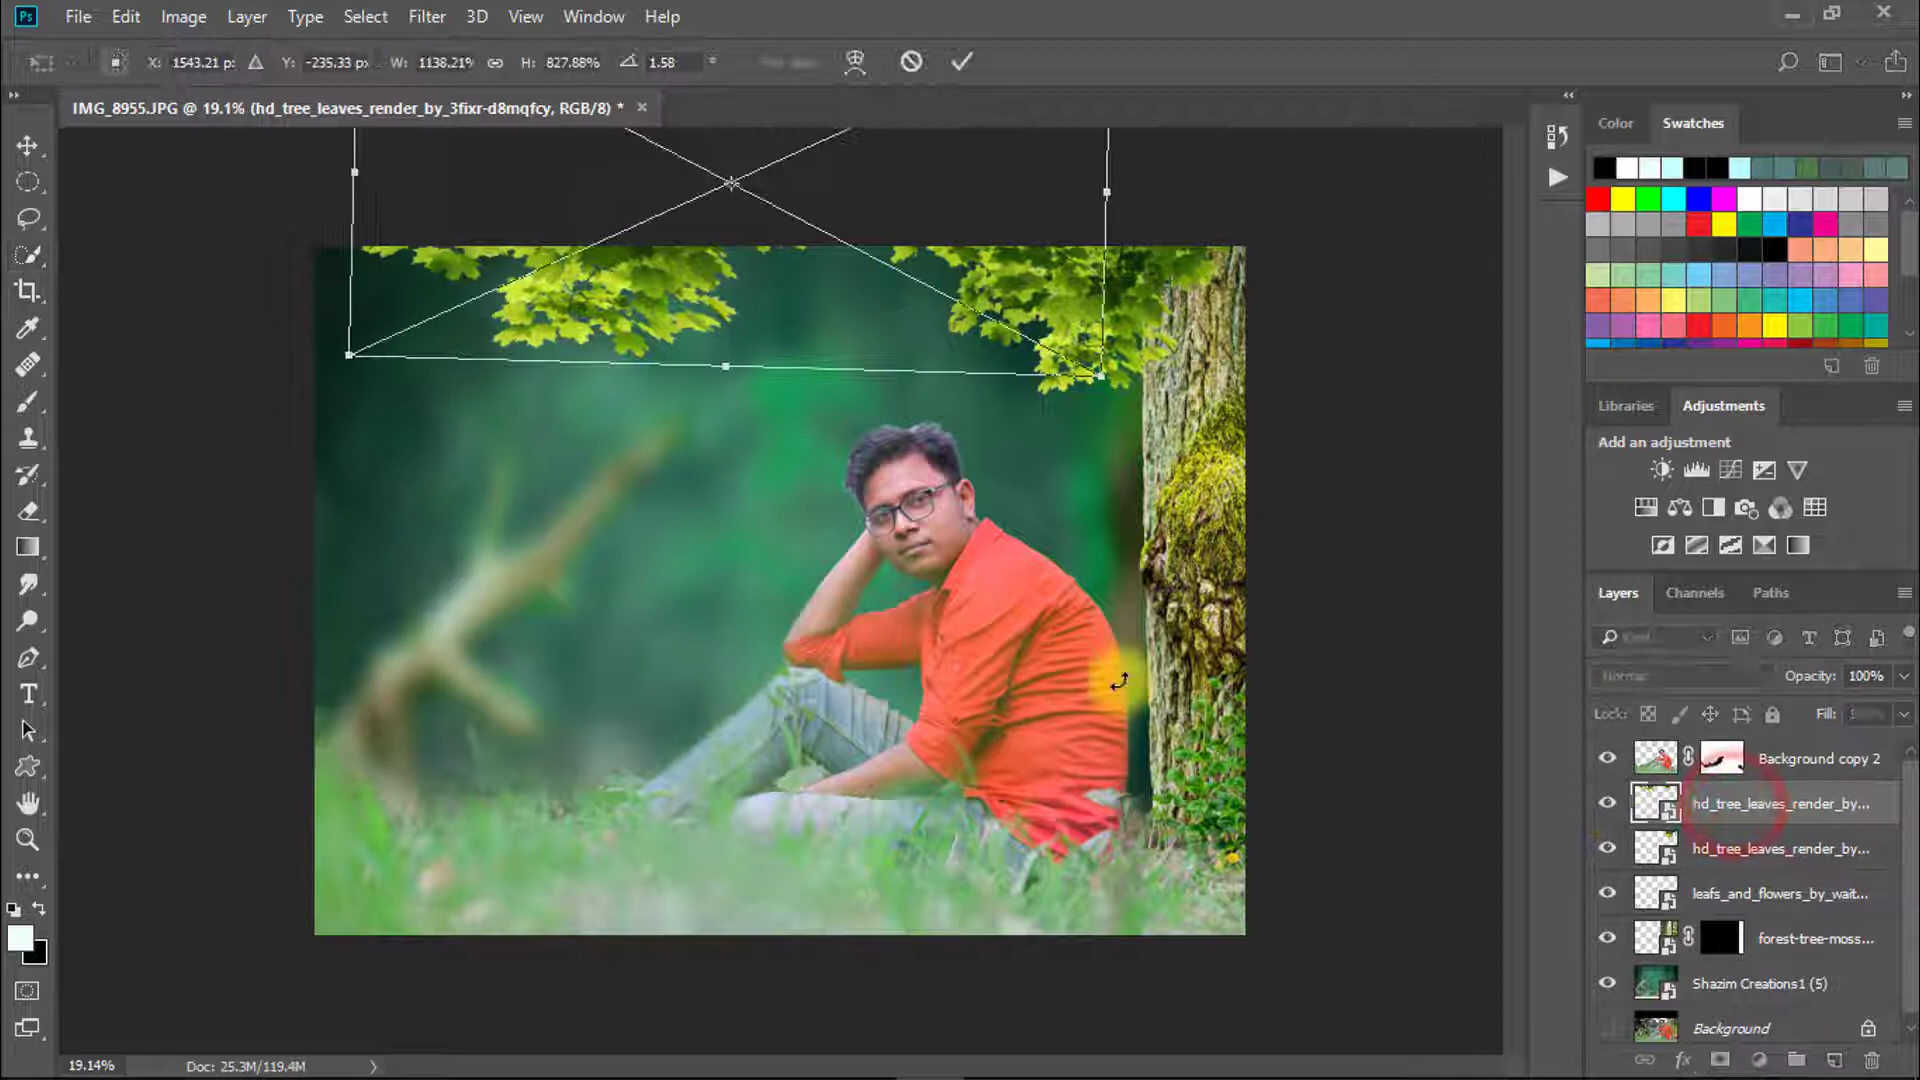 Ps File Edit Image Layer Type Select Filter 3D View Window Help
X: 1543.21 p: Y: -235.33 px W: 1138.21% H: 827.88% 1.58
IMG_8955.JPG @ 19.1% (hd_tree_leaves_render_by_3fixr-d8mqfcy, RGB/8) * ×
Color Swatches
Libraries Adjustments
Add an adjustment
Layers Channels Paths
Kind
Normal Opacity: 100%
Lock: Fill: 1
Background copy 2
hd_tree_leaves_render_by...
hd_tree_leaves_render_by...
leafs_and_flowers_by_wait...
forest-tree-moss...
Shazim Creations1 (5)
Background
19.14% Doc: 25.3M/119.4M